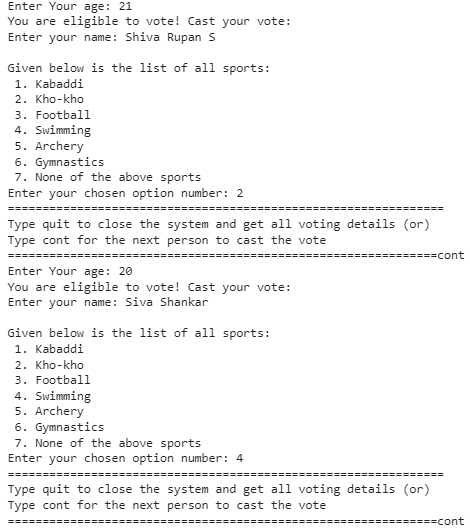 Enter Your age: 21
You are eligible to vote! Cast your vote:
Enter your name: Shiva Rupan S
Given below is the list of all sports:
1. Kabaddi
2. Kho-kho
3. Football
4. Swimming
5. Archery
6. Gymnastics
7. None of the above sports
Enter your chosen option number: 2
===============================================================
Type quit to close the system and get all voting details (or)
Type cont for the next person to cast the vote
==============================================================cont
Enter Your age: 20
You are eligible to vote! Cast your vote:
Enter your name: Siva Shankar
Given below is the list of all sports:
1. Kabaddi
2. Kho-kho
3. Football
4. Swimming
5. Archery
6. Gymnastics
7. None of the above sports
Enter your chosen option number: 4
===============================================================
Type quit to close the system and get all voting details (or)
Type cont for the next person to cast the vote
==============================================================cont